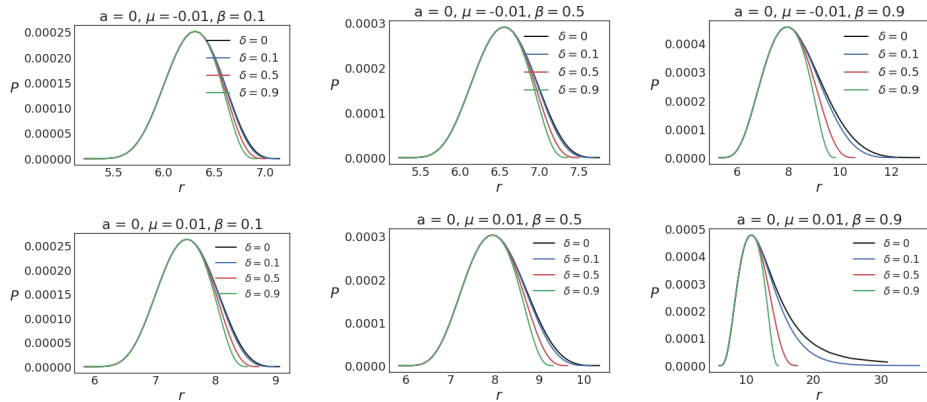 a = 0, μ = -0.01, β = 0.1
0.00025
0.00020
0.00015
0.00010
0.00005
0.00000
P
δ = 0
δ = 0.1
δ = 0.5
δ = 0.9
5.5 6.0 6.5 7.0
r
a = 0, μ = -0.01, β = 0.5
0.0003
0.0002
0.0001
0.0000
P
δ = 0
δ = 0.1
δ = 0.5
δ = 0.9
5.5 6.0 6.5 7.0 7.5
r
a = 0, μ = -0.01, β = 0.9
0.0004
0.0003
0.0002
0.0001
0.0000
P
δ = 0
δ = 0.1
δ = 0.5
δ = 0.9
6 8 10 12
r
a = 0, μ = 0.01, β = 0.1
0.00025
0.00020
0.00015
0.00010
0.00005
0.00000
P
δ = 0
δ = 0.1
δ = 0.5
δ = 0.9
6 7 8 9
r
a = 0, μ = 0.01, β = 0.5
0.0003
0.0002
0.0001
0.0000
P
δ = 0
δ = 0.1
δ = 0.5
δ = 0.9
6 7 8 9 10
r
a = 0, μ = 0.01, β = 0.9
0.0005
0.0004
0.0003
0.0002
0.0001
0.0000
P
δ = 0
δ = 0.1
δ = 0.5
δ = 0.9
10 20 30
r